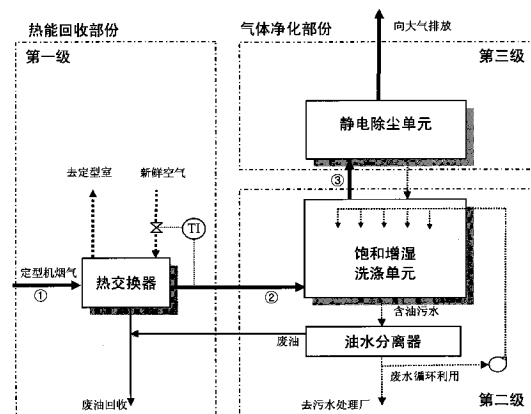 热能回收部份
气体净化部份
向大气排放
第一级
第三级
静电除尘单元
去定型室
新鲜空气
③
TI
饱和增湿
洗涤单元
定型机烟气
①
热交换器
②
含油污水
废油
油水分离器
废水循环利用
废油回收
去污水处理厂
第二级